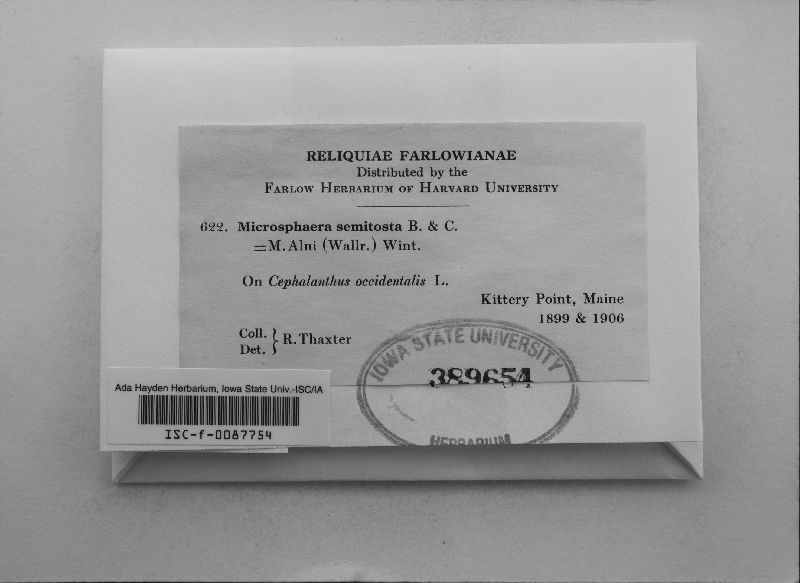 RELIQUIAE FARLOWIANAE
Distributed by the
FARLOW HERBARIUM OF HARVARD UNIVERSITY
622. Microsphaera semitosta B. & C.
=M. Alni (Wallr.) Wint.
On Cephalanthus occidentalis L.
Kittery Point, Maine
1899 & 1906
Coll. } R. Thaxter
Det.
IOWA STATE UNIVERSITY
389654
HERBARIUM
Ada Hayden Herbarium, Iowa State Univ.-ISC/IA
ISC-f-0087754